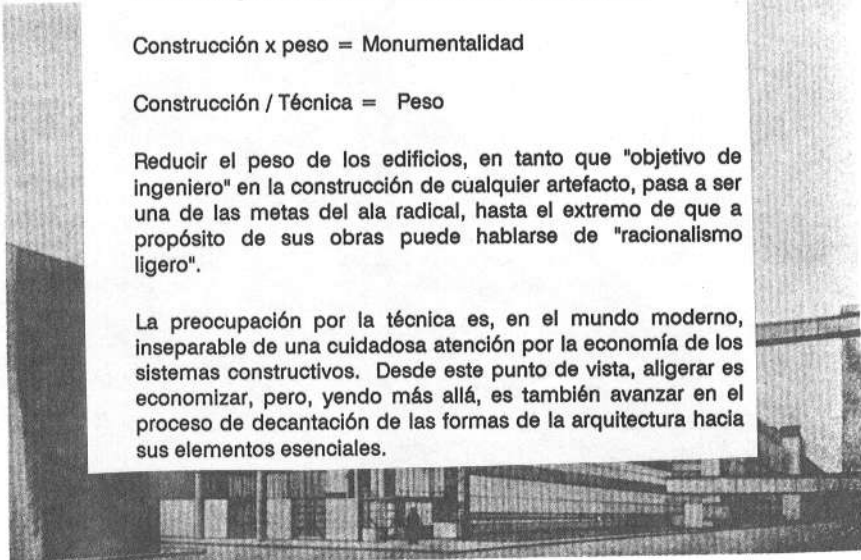 Construcción x peso = Monumentalidad
Construcción / Técnica = Peso
Reducir el peso de los edificios, en tanto que "objetivo de
ingeniero" en la construcción de cualquier artefacto, pasa a ser
una de las metas del ala radical, hasta el extremo de que a
propósito de sus obras puede hablarse de "racionalismo
ligero".
La preocupación por la técnica es, en el mundo moderno,
inseparable de una cuidadosa atención por la economía de los
sistemas constructivos. Desde este punto de vista, aligerar es
economizar, pero, yendo más allá, es también avanzar en el
proceso de decantación de las formas de la arquitectura hacia
sus elementos esenciales.